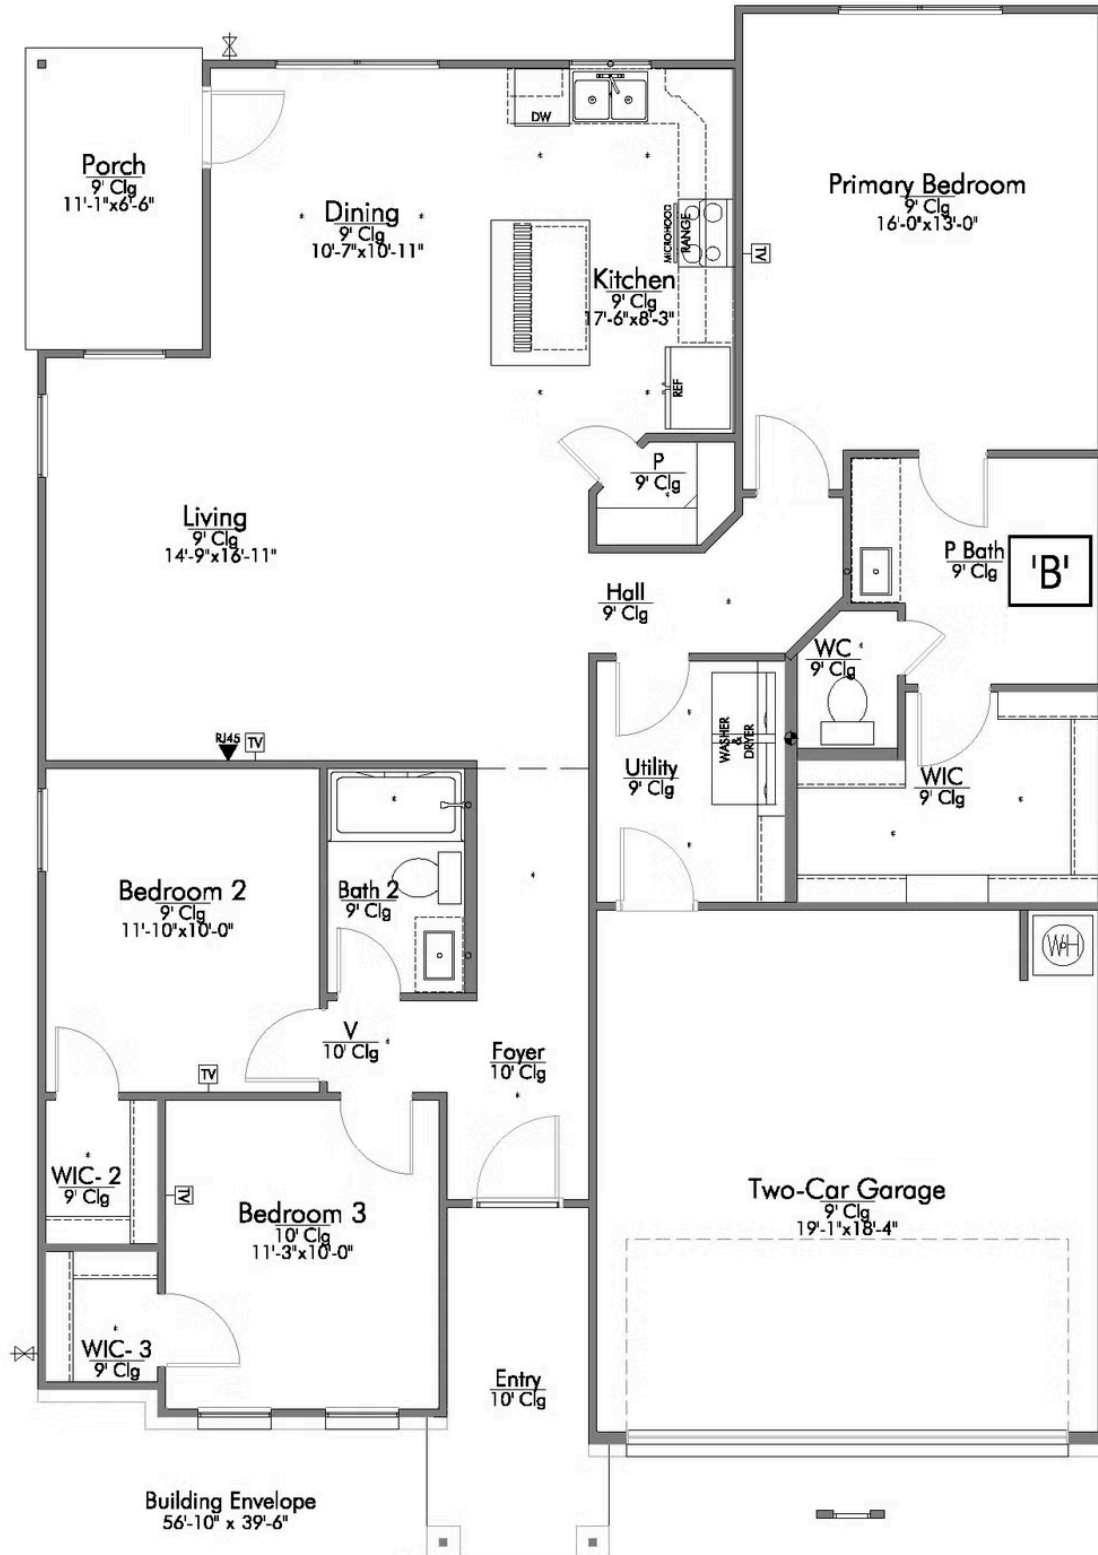 Porch
9' Clg
11'-1"x6'-6"
DW
Dining
9' Clg
10'-7"x10'-11"
MICROHOOD
RANGE
Kitchen
9' Clg
17'-6"x8'-3"
REF
Primary Bedroom
9' Clg
16'-0"x13'-0"
TV
P
9' Clg
Living
9' Clg
14'-9"x16'-11"
Hall
9' Clg
P Bath
9' Clg
'B'
WC
9' Clg
RJ45
TV
Utility
9' Clg
WASHER
&
DRYER
WIC
9' Clg
Bedroom 2
9' Clg
11'-10"x10'-0"
Bath 2
9' Clg
WH
V
10' Clg
Foyer
10' Clg
TV
WIC- 2
9' Clg
TV
Bedroom 3
10' Clg
11'-3"x10'-0"
Two-Car Garage
9' Clg
19'-1"x18'-4"
WIC- 3
9' Clg
Entry
10' Clg
Building Envelope
56'-10" x 39'-6"